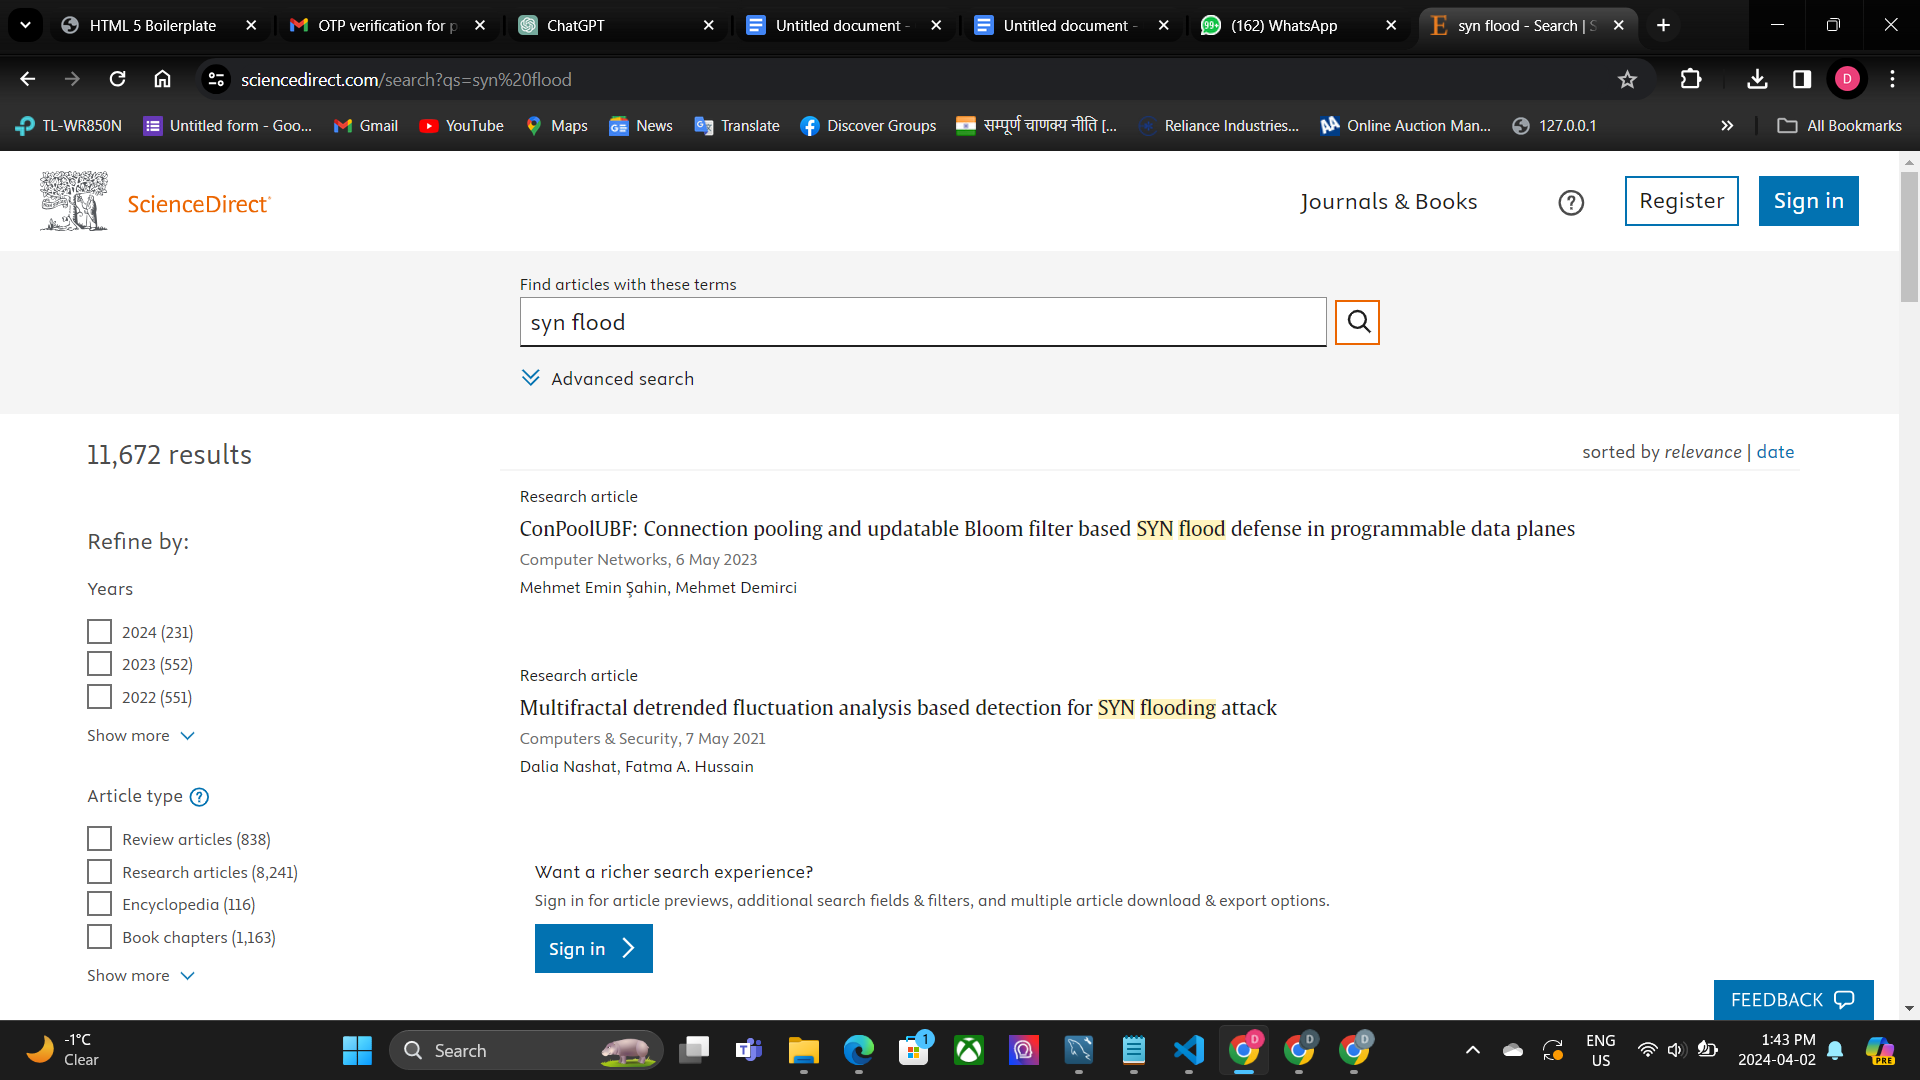 HTML 5 Boilerplate
OTP verification for p
ChatGPT
Untitled document -
Untitled document -
(162) WhatsApp
syn flood - Search | S
sciencedirect.com/search?qs=syn%20flood
D
TL-WR850N
Untitled form - Goo...
Gmail
YouTube
Maps
News
Translate
Discover Groups
सम्पूर्ण चाणक्य नीति [...
Reliance Industries...
Online Auction Man...
127.0.0.1
All Bookmarks
ScienceDirect
Journals & Books
Register
Sign in
Find articles with these terms
syn flood
Advanced search
11,672 results
sorted by relevance | date
Refine by:
Years
2024 (231)
2023 (552)
2022 (551)
Show more
Article type
Review articles (838)
Research articles (8,241)
Encyclopedia (116)
Book chapters (1,163)
Show more
Research article
ConPoolUBF: Connection pooling and updatable Bloom filter based SYN flood defense in programmable data planes
Computer Networks, 6 May 2023
Mehmet Emin Şahin, Mehmet Demirci
Research article
Multifractal detrended fluctuation analysis based detection for SYN flooding attack
Computers & Security, 7 May 2021
Dalia Nashat, Fatma A. Hussain
Want a richer search experience?
Sign in for article previews, additional search fields & filters, and multiple article download & export options.
Sign in
FEEDBACK
-1°C
Clear
Search
1
D
D
D
ENG
US
1:43 PM
2024-04-02
PRE